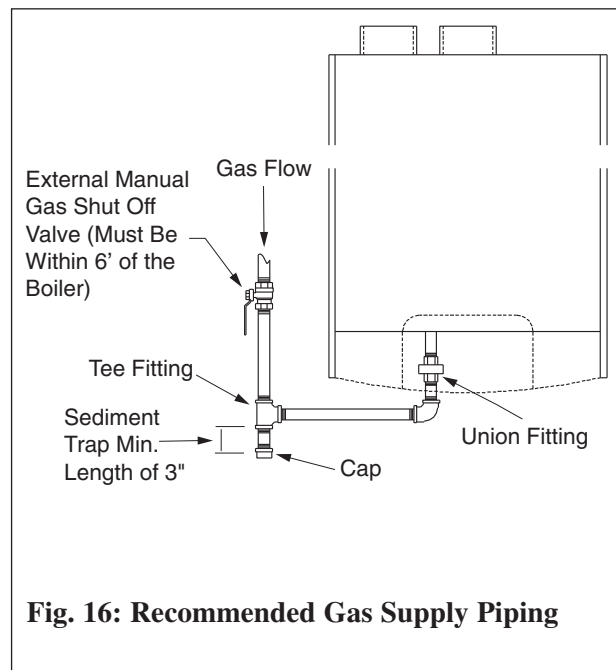 External Manual
Gas Shut Off
Valve (Must Be
Within 6' of the
Boiler)
Gas Flow
Tee Fitting
Sediment
Trap Min.
Length of 3"
Cap
Union Fitting
Fig. 16: Recommended Gas Supply Piping